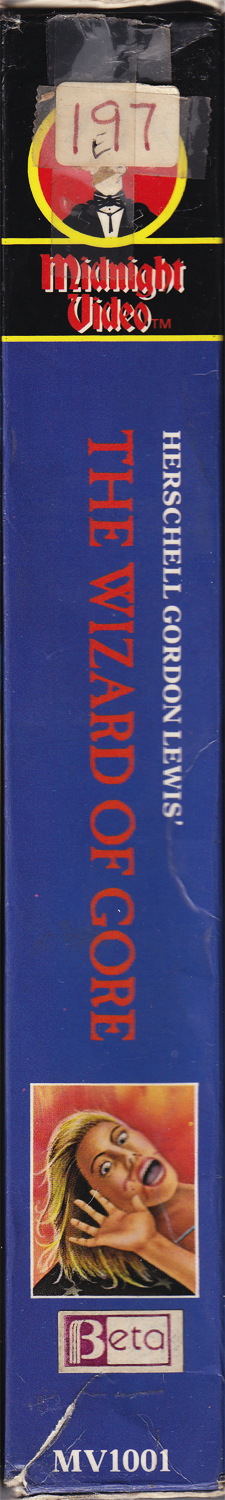 197
Midnight
Video™
HERSCHELL GORDON LEWIS'
THE WIZARD OF GORE
Beta
MV1001